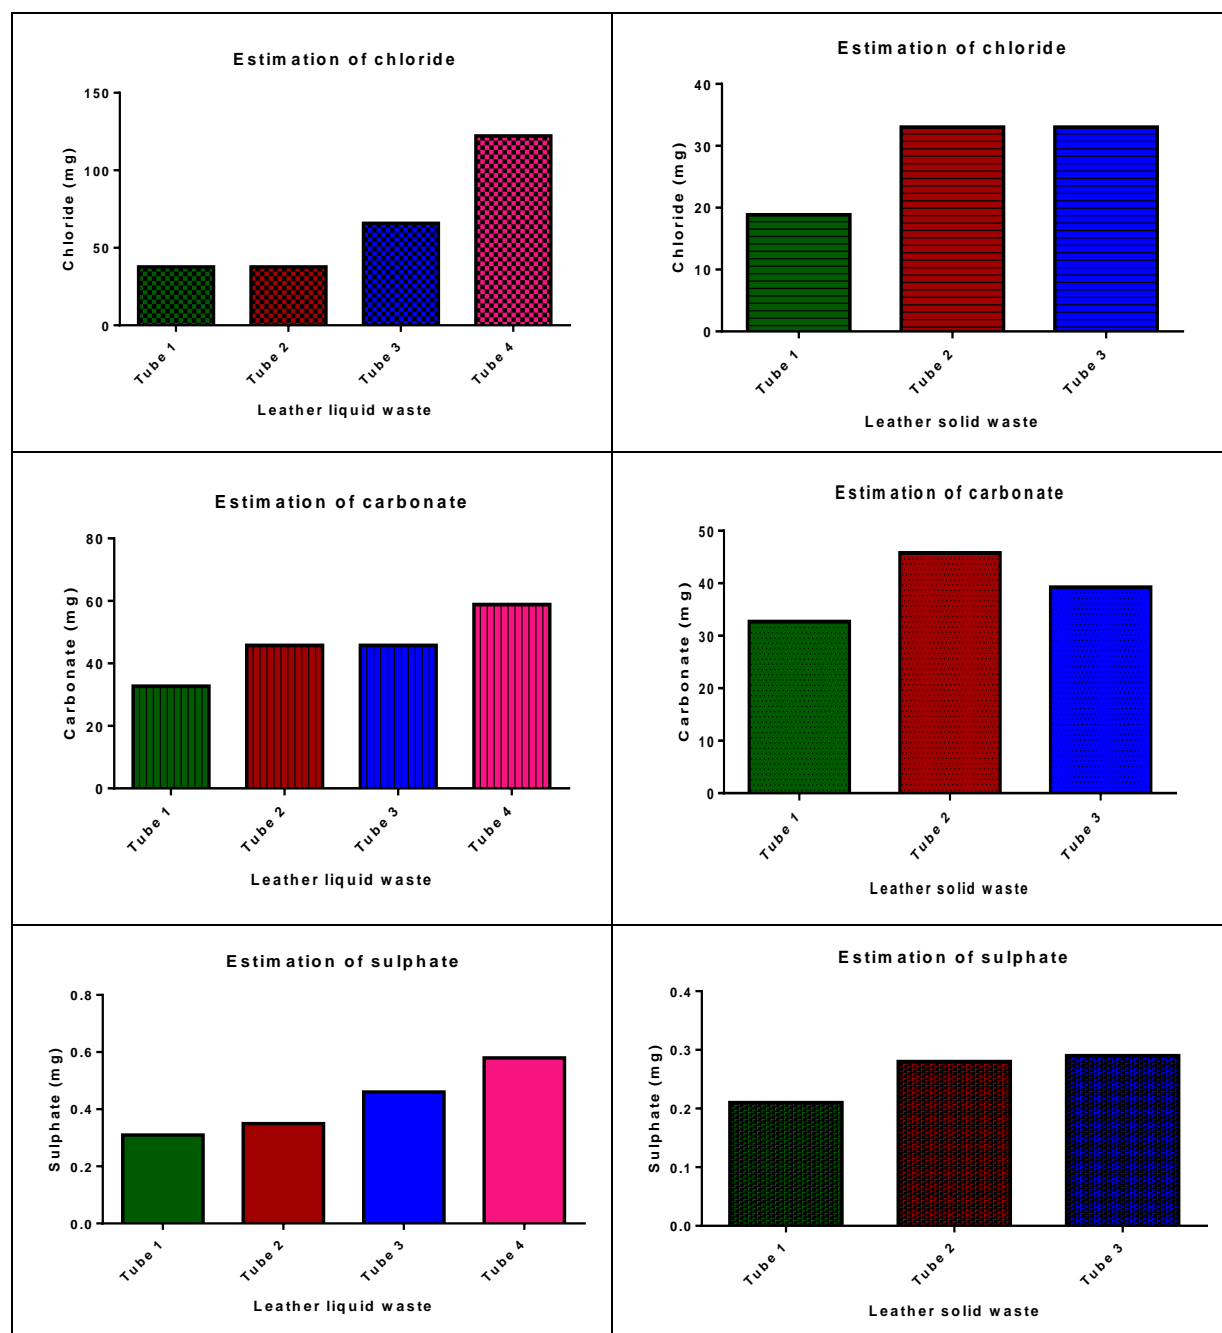 Estimation of chloride
150
100
50
0
Chloride (mg)
Tube 1
Tube 2
Tube 3
Tube 4
Leather liquid waste
Estimation of chloride
40
30
20
10
0
Chloride (mg)
Tube 1
Tube 2
Tube 3
Leather solid waste
Estimation of carbonate
80
60
40
20
0
Carbonate (mg)
Tube 1
Tube 2
Tube 3
Tube 4
Leather liquid waste
Estimation of carbonate
50
40
30
20
10
0
Carbonate (mg)
Tube 1
Tube 2
Tube 3
Leather solid waste
Estimation of sulphate
0.8
0.6
0.4
0.2
0.0
Sulphate (mg)
Tube 1
Tube 2
Tube 3
Tube 4
Leather liquid waste
Estimation of sulphate
0.4
0.3
0.2
0.1
0.0
Sulphate (mg)
Tube 1
Tube 2
Tube 3
Leather solid waste